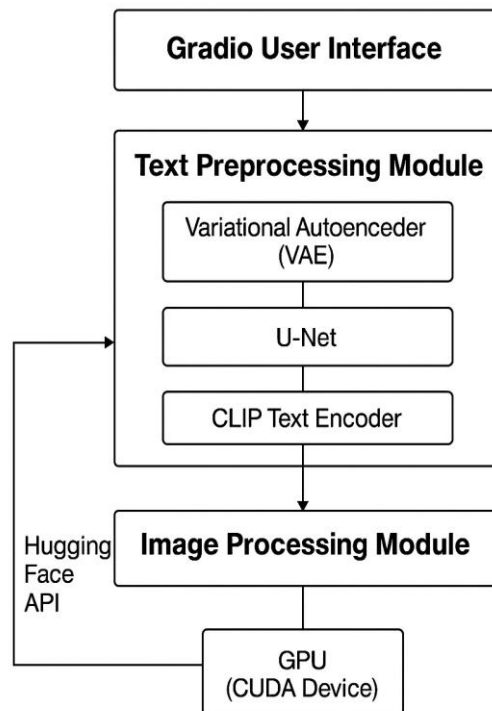 Gradio User Interface
Text Preprocessing Module
Variational Autoenceder
(VAE)
U-Net
CLIP Text Encoder
Image Processing Module
Hugging
Face
API
GPU
(CUDA Device)